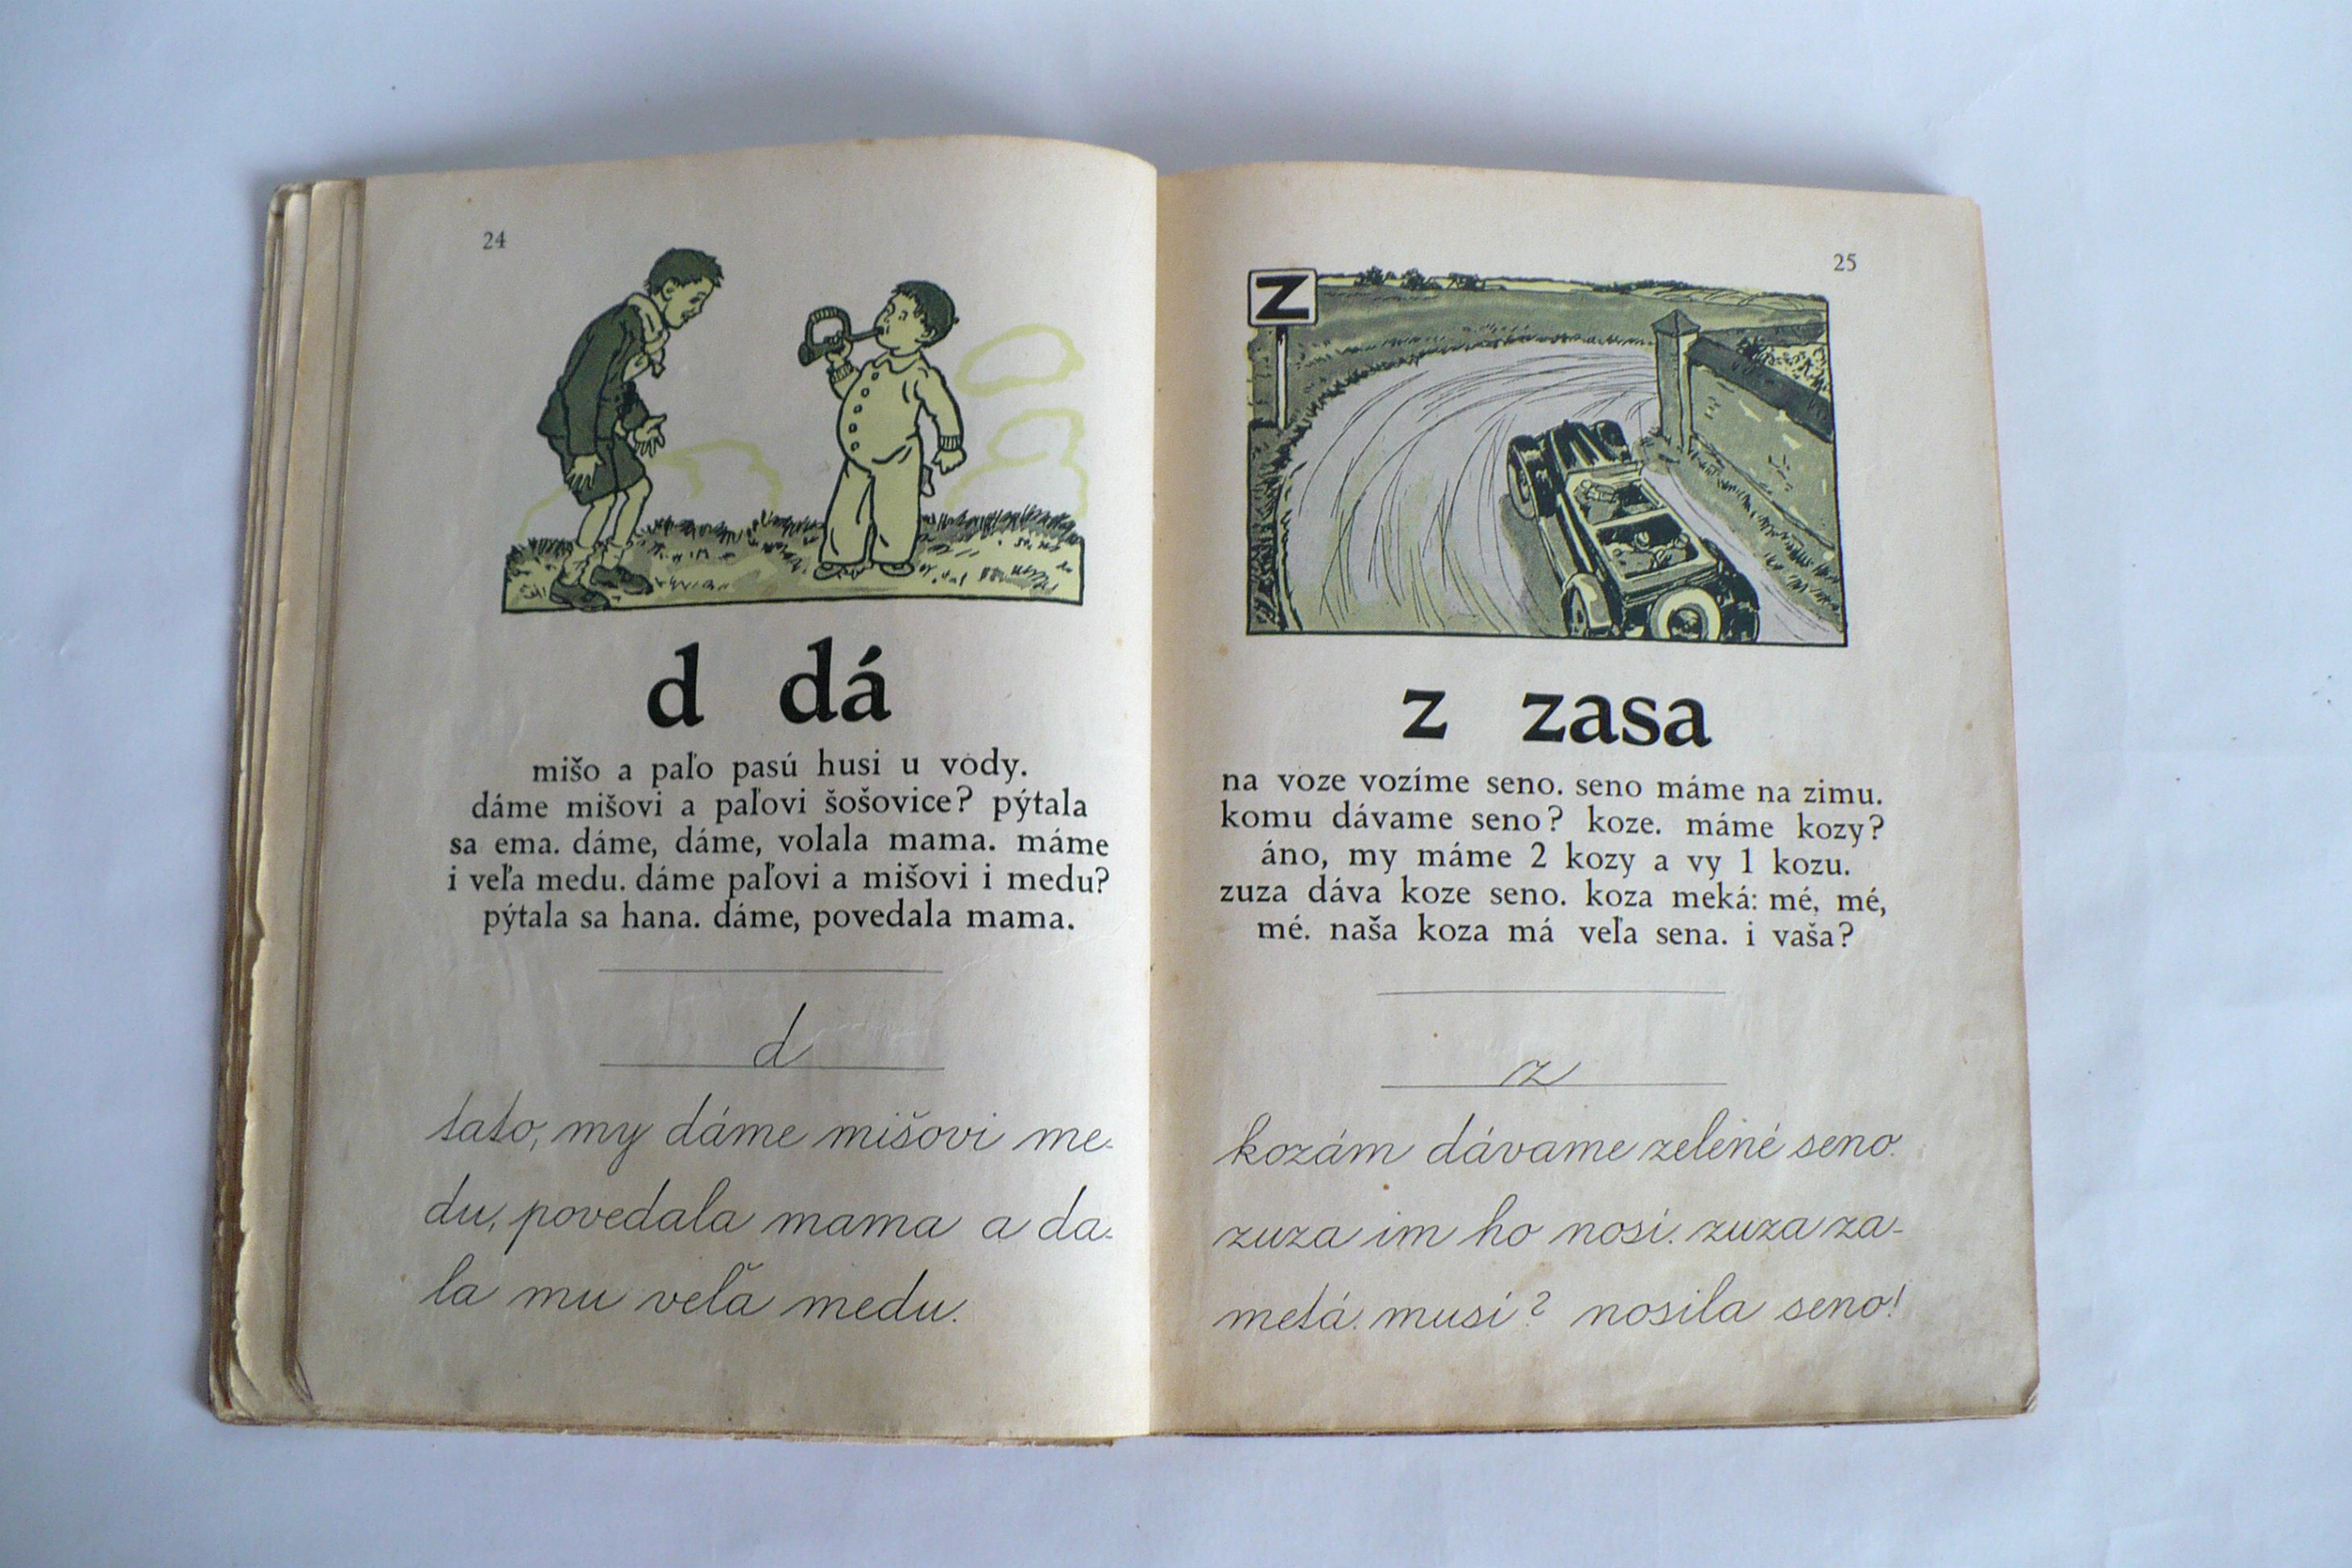 24
d dá
mišo a paľo pasú husi u vody.
dáme mišovi a paľovi šošovice? pýtala
sa ema. dáme, dáme, volala mama. máme
i veľa medu. dáme paľovi a mišovi i medu?
pýtala sa hana. dáme, povedala mama.
d
tato, my dáme mišovi me-
du, povedala mama a da-
la mu veľa medu.
25
Z
z zasa
na voze vozíme seno. seno máme na zimu.
komu dávame seno? koze. máme kozy?
áno, my máme 2 kozy a vy 1 kozu.
zuza dáva koze seno. koza meká: mé, mé,
mé. naša koza má veľa sena. i vaša?
z
kozám dávame zelené seno.
zuza im ho nosí. zuza za-
metá. musí? nosila seno!